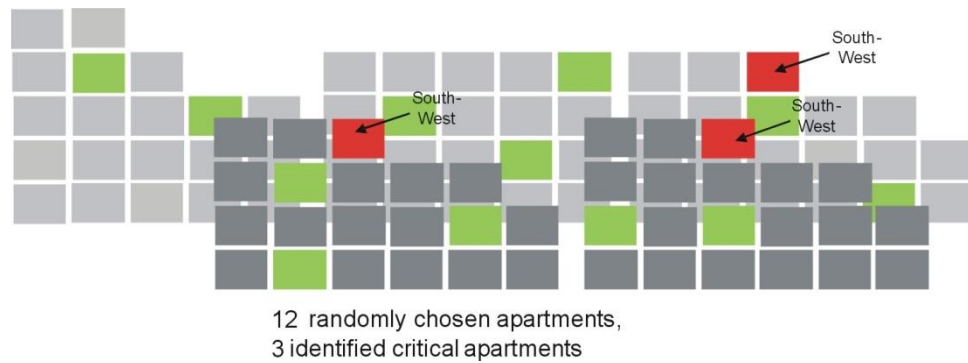 South-
West
South-
West
South-
West
12 randomly chosen apartments,
3 identified critical apartments